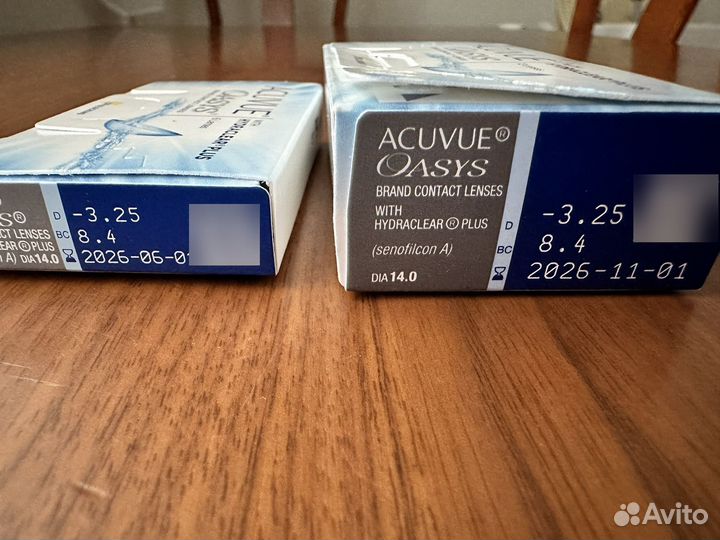 ACUVUE
OASYS
WITH
HYDRACLEAR PLUS
S®
CT LENSES
EAR ® PLUS
n A) DIA 14.0
D -3.25
BC 8.4
2026-06-01
ACUVUE®
OASYS
BRAND CONTACT LENSES
WITH
HYDRACLEAR ® PLUS
(senofilcon A)
DIA 14.0
D -3.25
BC 8.4
2026-11-01
Avito